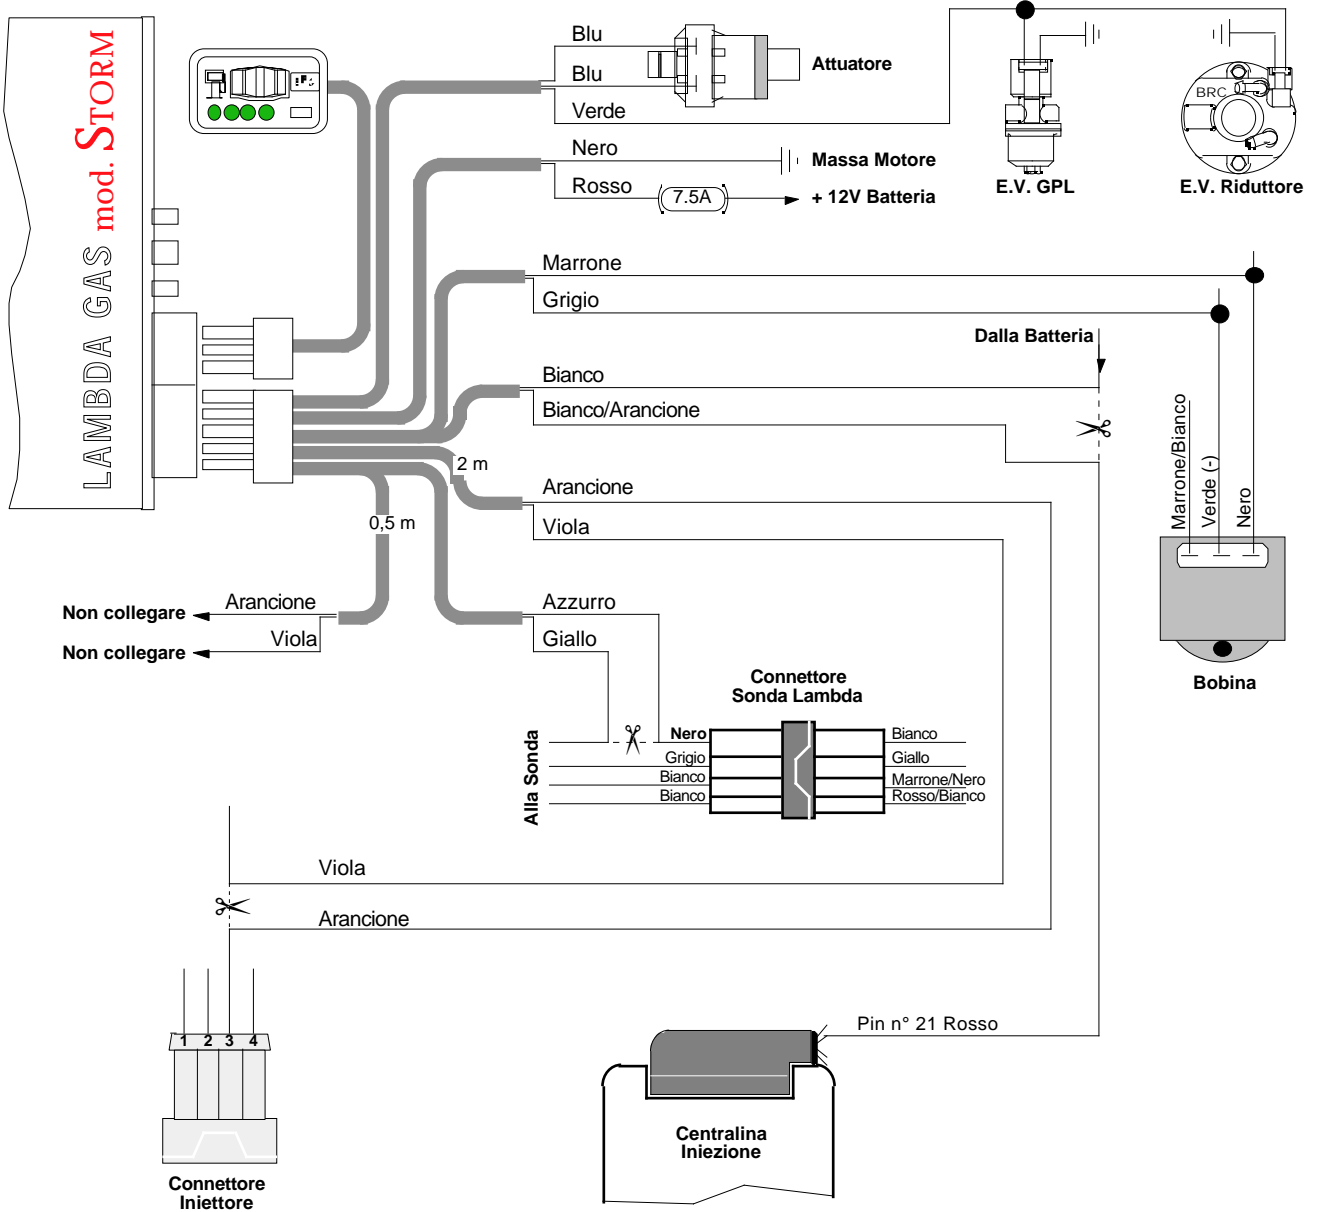 LAMBDA GAS mod. STORM
Blu
Blu
Verde
Attuatore
Nero
Massa Motore
Rosso
7.5A
+ 12V Batteria
E.V. GPL
BRC
E.V. Riduttore
Marrone
Grigio
Dalla Batteria
Bianco
Bianco/Arancione
Marrone/Bianco
Verde (-)
Nero
Bobina
2 m
Arancione
Viola
0,5 m
Non collegare
Arancione
Non collegare
Viola
Azzurro
Giallo
Connettore
Sonda Lambda
Alla Sonda
Nero
Grigio
Bianco
Bianco
Bianco
Giallo
Marrone/Nero
Rosso/Bianco
Viola
Arancione
1 2 3 4
Connettore
Iniettore
Pin n° 21 Rosso
Centralina
Iniezione